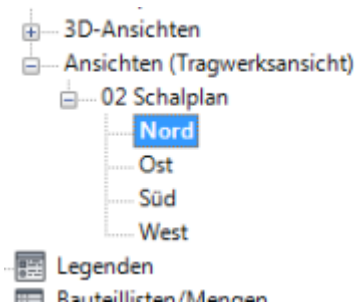 3D-Ansichten
Ansichten (Tragwerksansicht)
02 Schalplan
Nord
Ost
Süd
West
Legenden
Bauteillisten/Mengen